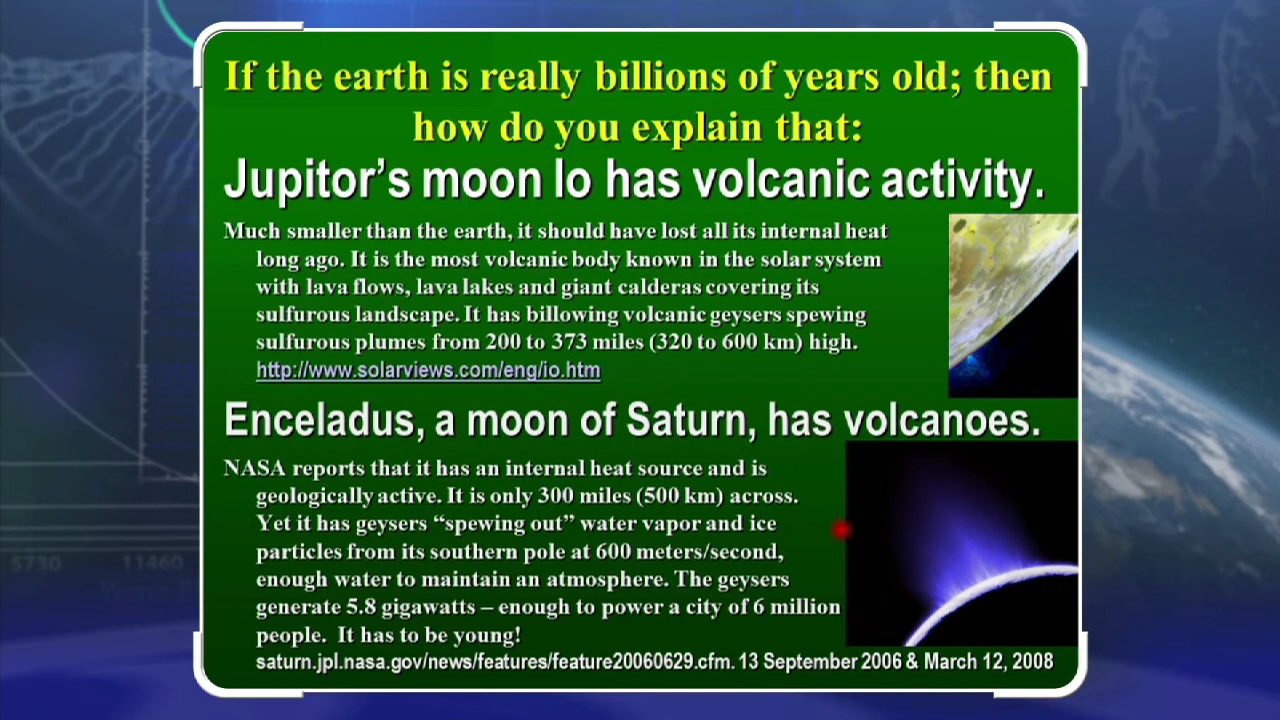 If the earth is really billions of years old; then
how do you explain that:
Jupitor's moon Io has volcanic activity.
Much smaller than the earth, it should have lost all its internal heat
long ago. It is the most volcanic body known in the solar system
with lava flows, lava lakes and giant calderas covering its
sulfurous landscape. It has billowing volcanic geysers spewing
sulfurous plumes from 200 to 373 miles (320 to 600 km) high.
http://www.solarviews.com/eng/io.htm
Enceladus, a moon of Saturn, has volcanoes.
NASA reports that it has an internal heat source and is
geologically active. It is only 300 miles (500 km) across.
Yet it has geysers “spewing out” water vapor and ice
particles from its southern pole at 600 meters/second,
enough water to maintain an atmosphere. The geysers
generate 5.8 gigawatts – enough to power a city of 6 million
people. It has to be young!
saturn.jpl.nasa.gov/news/features/feature20060629.cfm. 13 September 2006 & March 12, 2008
5730 11460